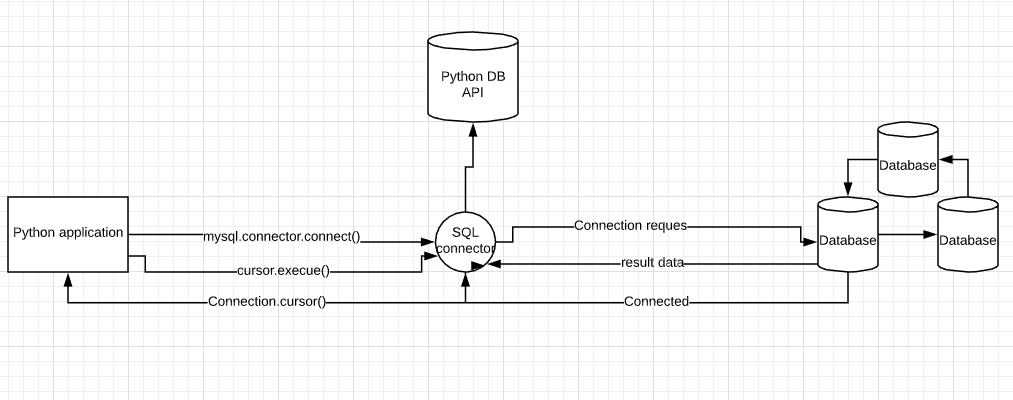 Python DB
API
Database
Python application
mysql.connector.connect()
SQL
connector
Connection reques
Database
Database
cursor.execue()
result data
Connection.cursor()
Connected